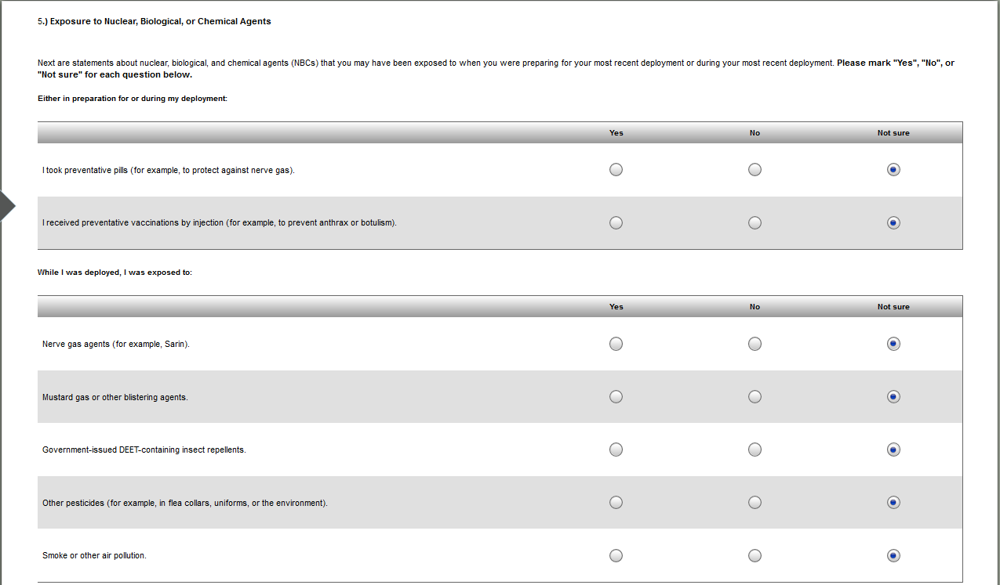 5.) Exposure to Nuclear, Biological, or Chemical Agents
Next are statements about nuclear, biological, and chemical agents (NBCs) that you may have been exposed to when you were preparing for your most recent deployment or during your most recent deployment. Please mark "Yes", "No", or
"Not sure" for each question below.
Either in preparation for or during my deployment:
Yes No Not sure
I took preventative pills (for example, to protect against nerve gas).
I received preventative vaccinations by injection (for example, to prevent anthrax or botulism).
While I was deployed, I was exposed to:
Yes No Not sure
Nerve gas agents (for example, Sarin).
Mustard gas or other blistering agents.
Government-issued DEET-containing insect repellents.
Other pesticides (for example, in flea collars, uniforms, or the environment).
Smoke or other air pollution.